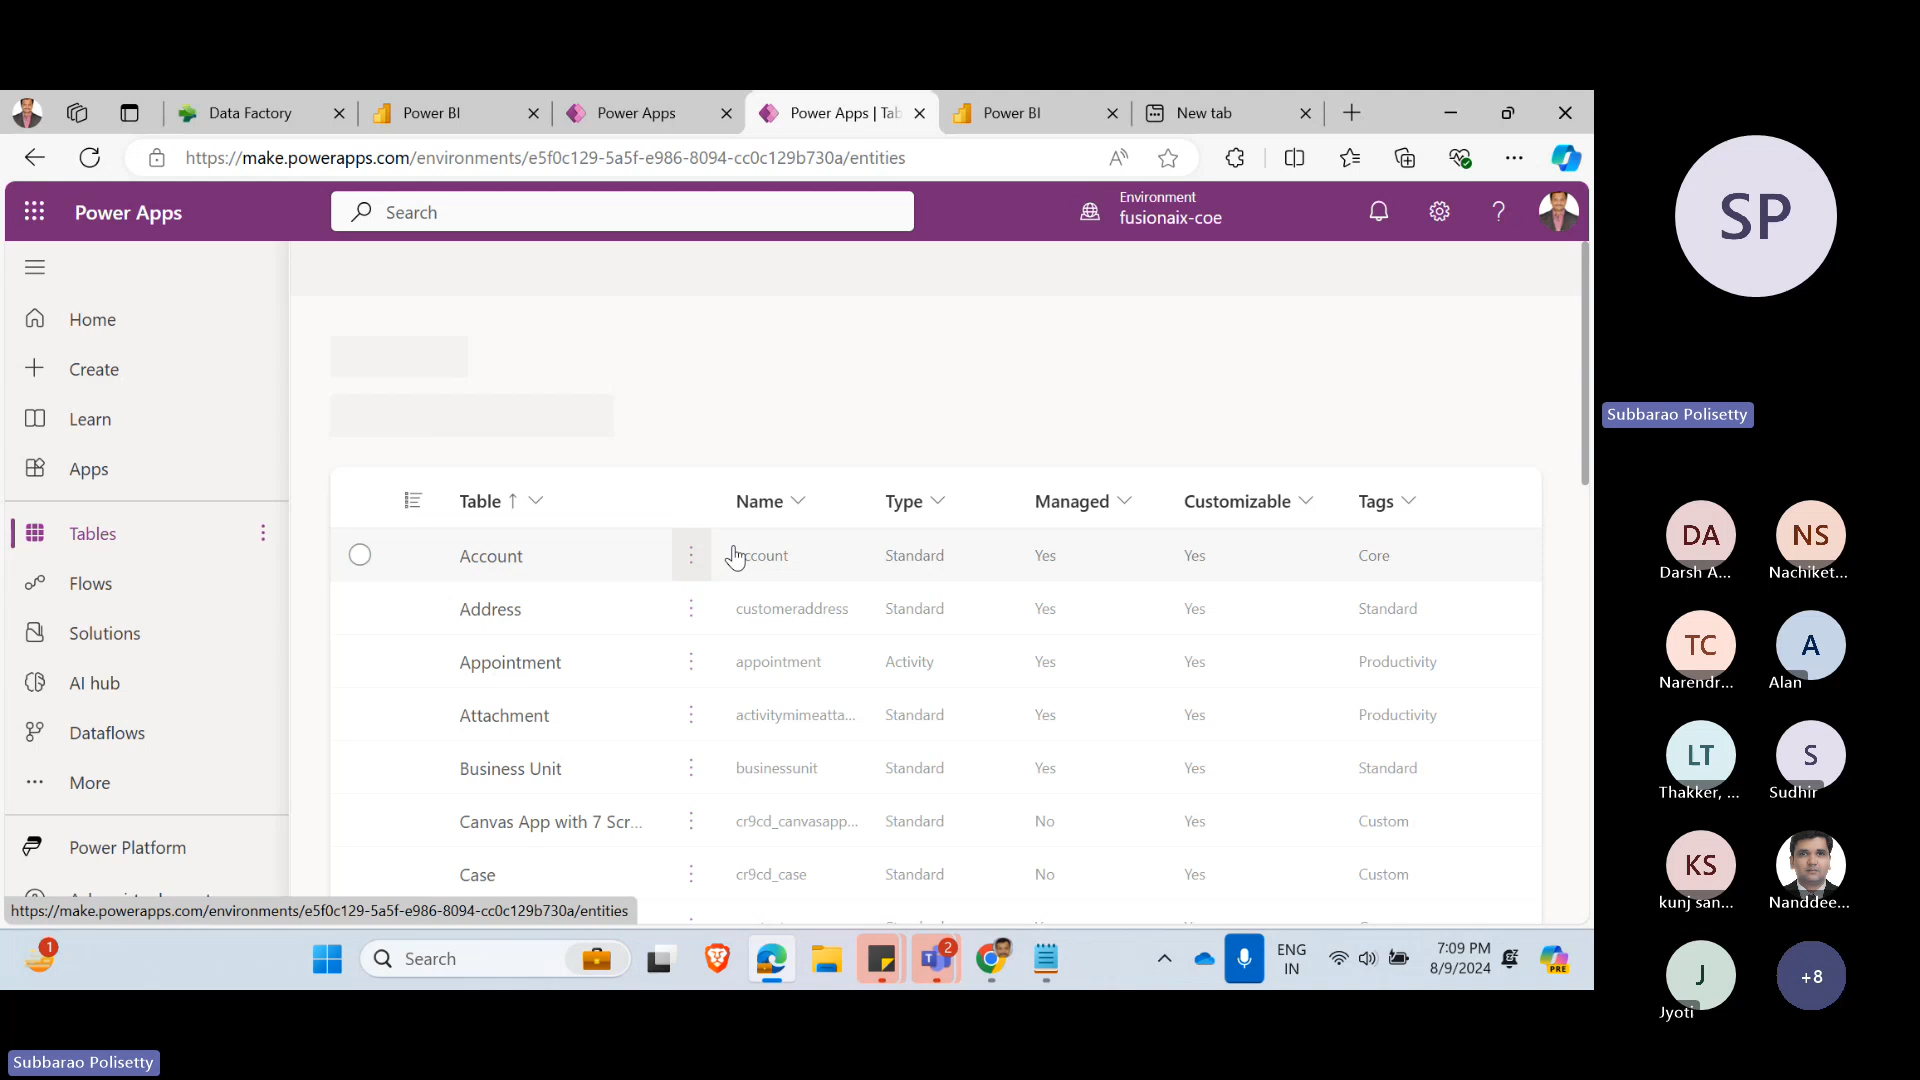 Data Factory
Power BI
Power Apps
Power Apps | Tab
Power BI
New tab
https://make.powerapps.com/environments/e5f0c129-5a5f-e986-8094-cc0c129b730a/entities
Power Apps
Search
Environment
fusionaix-coe
Home
Create
Learn
Apps
Tables
Flows
Solutions
AI hub
Dataflows
More
Power Platform
Table Name Type Managed Customizable Tags
Account account Standard Yes Yes Core
Address customeraddress Standard Yes Yes Standard
Appointment appointment Activity Yes Yes Productivity
Attachment activitymimeatta... Standard Yes Yes Productivity
Business Unit businessunit Standard Yes Yes Standard
Canvas App with 7 Scr... cr9cd_canvasapp... Standard No Yes Custom
Case cr9cd_case Standard No Yes Custom
https://make.powerapps.com/environments/e5f0c129-5a5f-e986-8094-cc0c129b730a/entities
1
Search
2
ENG
IN
7:09 PM
8/9/2024
PRE
SP
Subbarao Polisetty
DA
Darsh A...
NS
Nachiket...
TC
Narendr...
A
Alan
LT
Thakker, ...
S
Sudhir
KS
kunj san...
Nanddee...
J
Jyoti
+8
Subbarao Polisetty